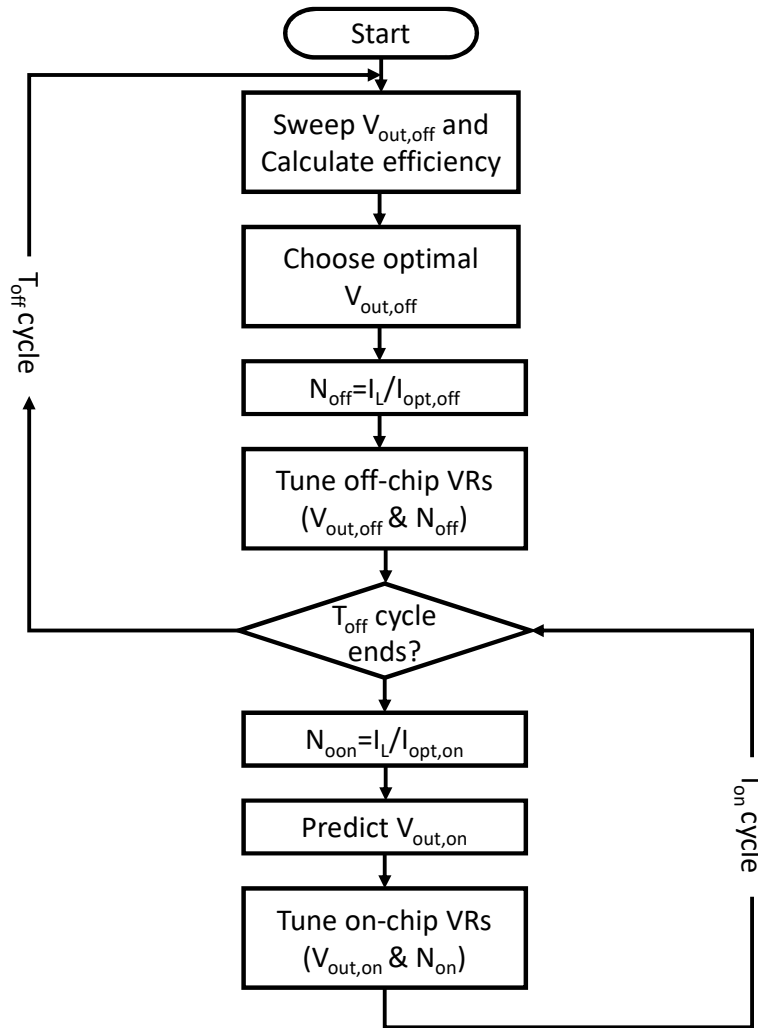 Start
Sweep V_out,off and
Calculate efficiency
Choose optimal
V_out,off
N_off=I_L/I_opt,off
Tune off-chip VRs
(V_out,off & N_off)
T_off cycle
T_off cycle
ends?
N_oon=I_L/I_opt,on
Predict V_out,on
Tune on-chip VRs
(V_out,on & N_on)
I_on cycle